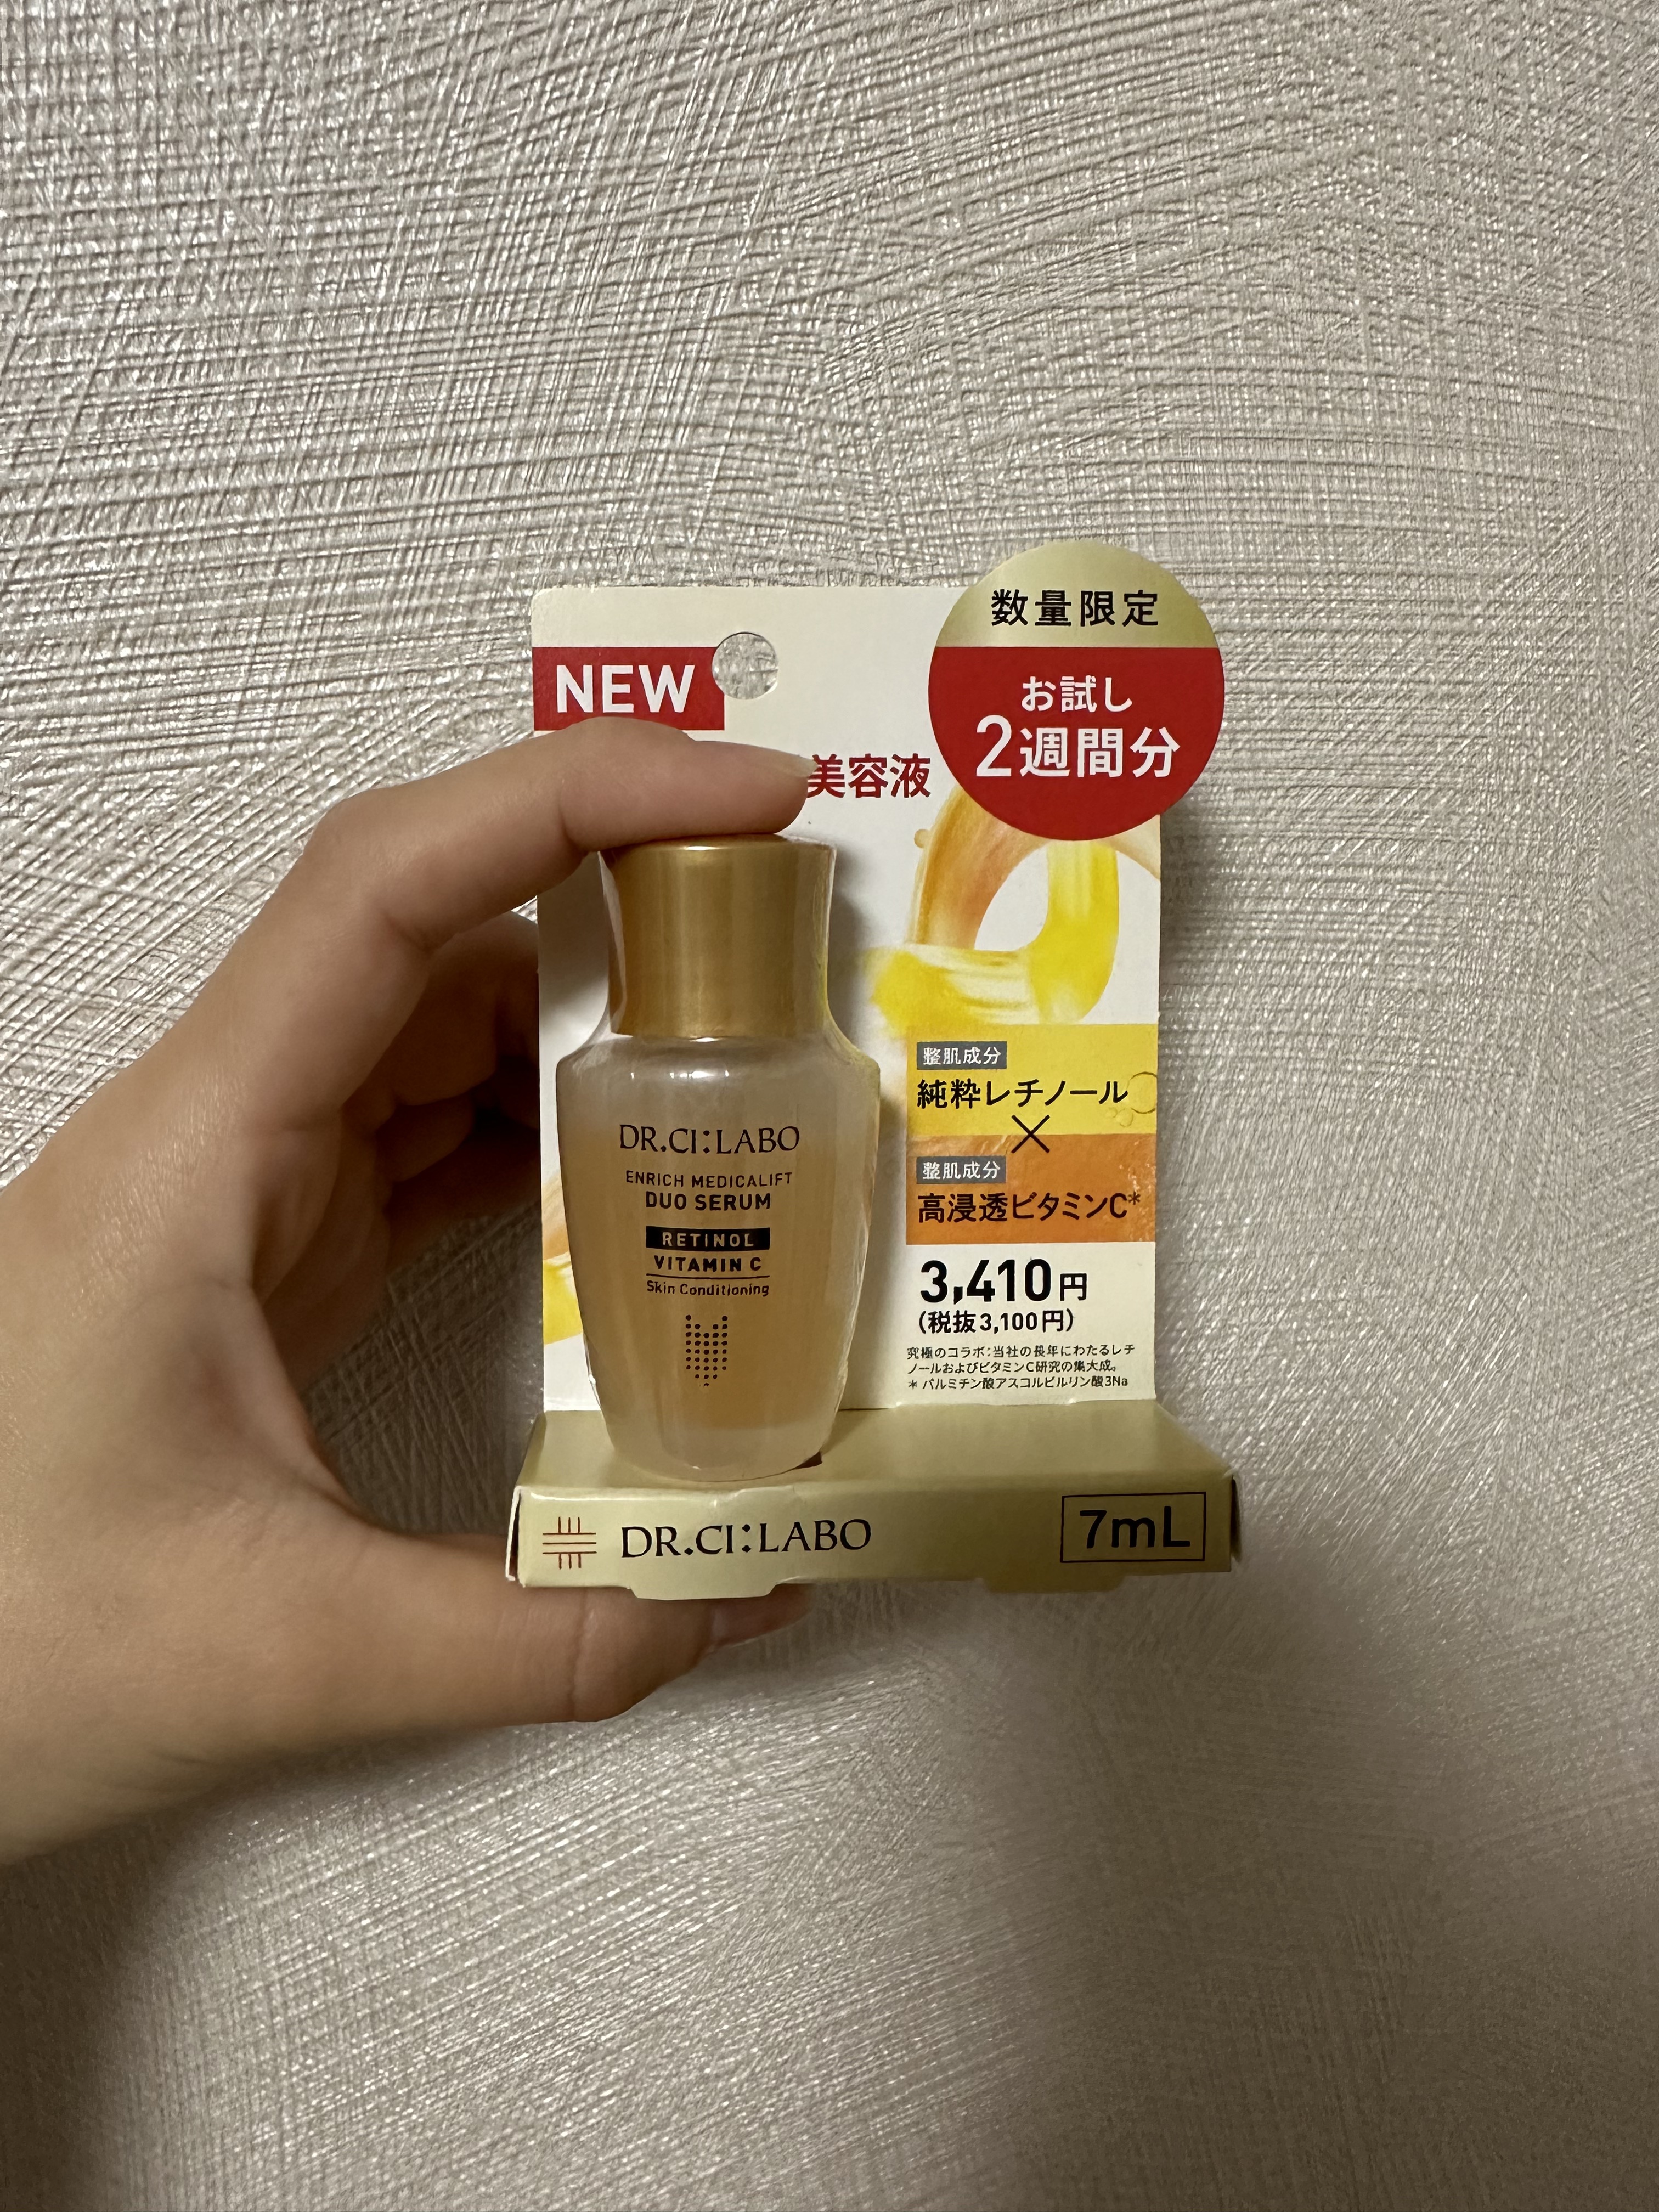 数量限定
お試し
2週間分
NEW
美容液
整肌成分
純粋レチノール
×
整肌成分
高浸透ビタミンC*
3,410円
(税抜3,100円)
究極のコラボ:当社の長年にわたるレチ
ノールおよびビタミンC研究の集大成。
* パルミチン酸アスコルビルリン酸3Na
DR.CI:LABO
ENRICH MEDICALIFT
DUO SERUM
RETINOL
VITAMIN C
Skin Conditioning
DR.CI:LABO
7mL